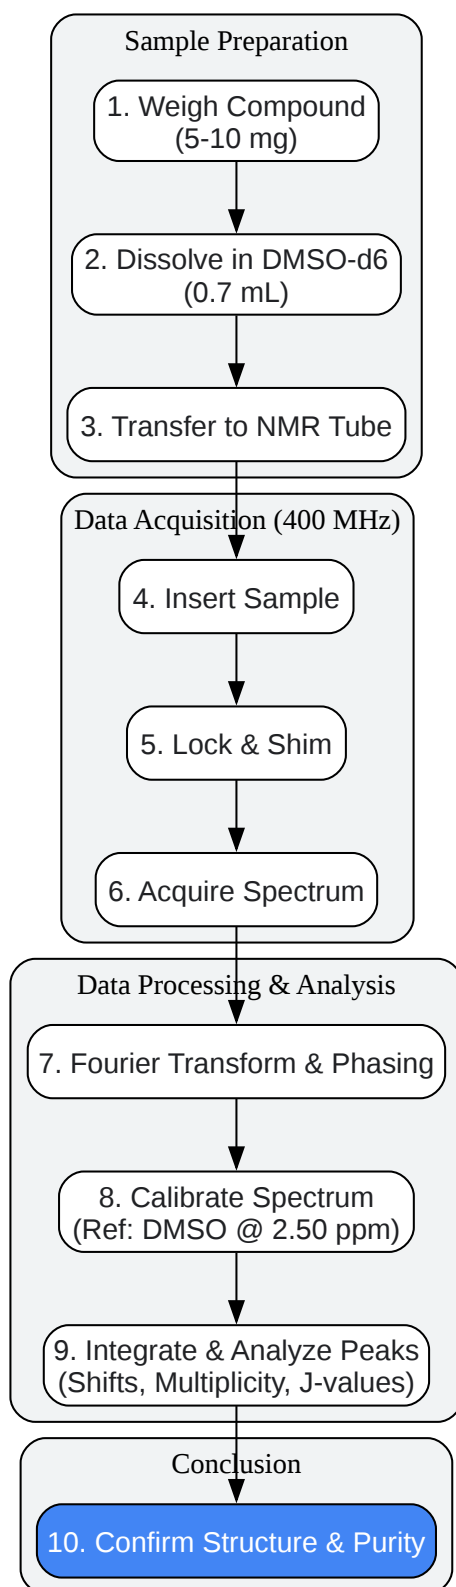 Sample Preparation
1. Weigh Compound
(5-10 mg)
2. Dissolve in DMSO-d6
(0.7 mL)
3. Transfer to NMR Tube
Data Acquisition (400 MHz)
4. Insert Sample
5. Lock & Shim
6. Acquire Spectrum
Data Processing & Analysis
7. Fourier Transform & Phasing
8. Calibrate Spectrum
(Ref: DMSO @ 2.50 ppm)
9. Integrate & Analyze Peaks
(Shifts, Multiplicity, J-values)
Conclusion
10. Confirm Structure & Purity